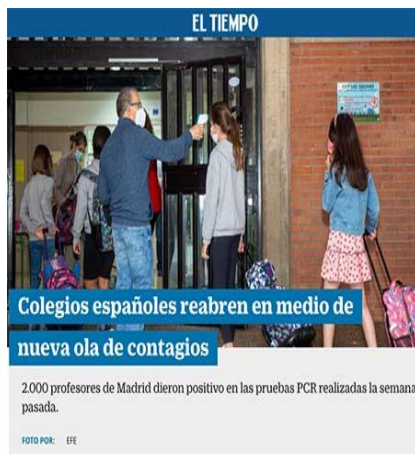 EL TIEMPO
Colegios españoles reabren en medio de
nueva ola de contagios
2.000 profesores de Madrid dieron positivo en las pruebas PCR realizadas la semana
pasada.
FOTO POR: EFE